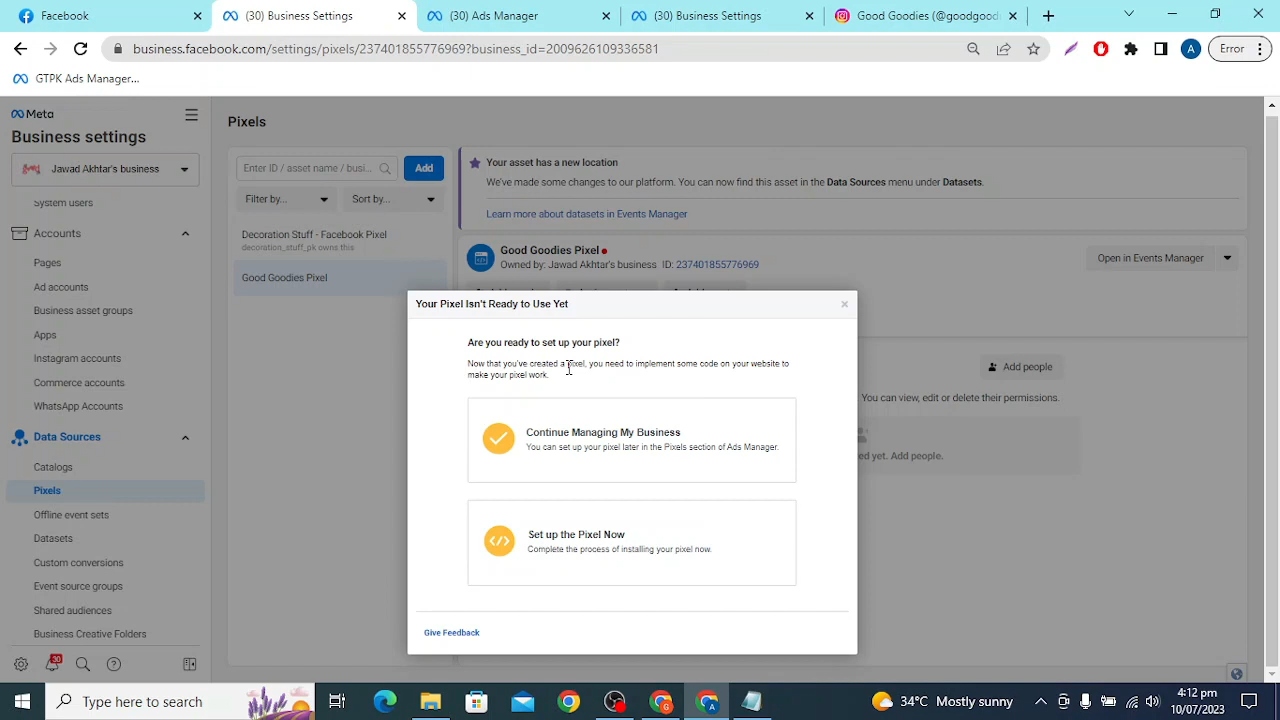 Facebook
(30) Business Settings
(20) Ads Manager
(30) Business Settings
Good Goodies (@goodgood
business.facebook.com/settings/pixels/237401855776969?business_id=2009626109336581
A
Error
GTPK Ads Manager...
Meta
Business settings
Jawad Akhtar's business
System users
Accounts
Pages
Ad accounts
Business asset groups
Apps
Instagram accounts
Commerce accounts
WhatsApp Accounts
Data Sources
Catalogs
Pixels
Offline event sets
Datasets
Custom conversions
Event source groups
Shared audiences
Business Creative Folders
30
Pixels
Enter ID / asset name / busi...
Add
Filter by...
Sort by...
Decoration Stuff - Facebook Pixel
decoration_stuff_pk owns this
Good Goodies Pixel
Your asset has a new location
We've made some changes to our platform. You can now find this asset in the Data Sources menu under Datasets.
Learn more about datasets in Events Manager
Good Goodies Pixel
Owned by: Jawad Akhtar's business ID: 237401855776969
Open in Events Manager
Add people
You can view, edit or delete their permissions.
ed yet. Add people.
Your Pixel Isn't Ready to Use Yet
Are you ready to set up your pixel?
Now that you've created a pixel, you need to implement some code on your website to
make your pixel work.
Continue Managing My Business
You can set up your pixel later in the Pixels section of Ads Manager.
Set up the Pixel Now
Complete the process of installing your pixel now.
Give Feedback
Type here to search
34°C Mostly sunny
4:12 pm
10/07/2023